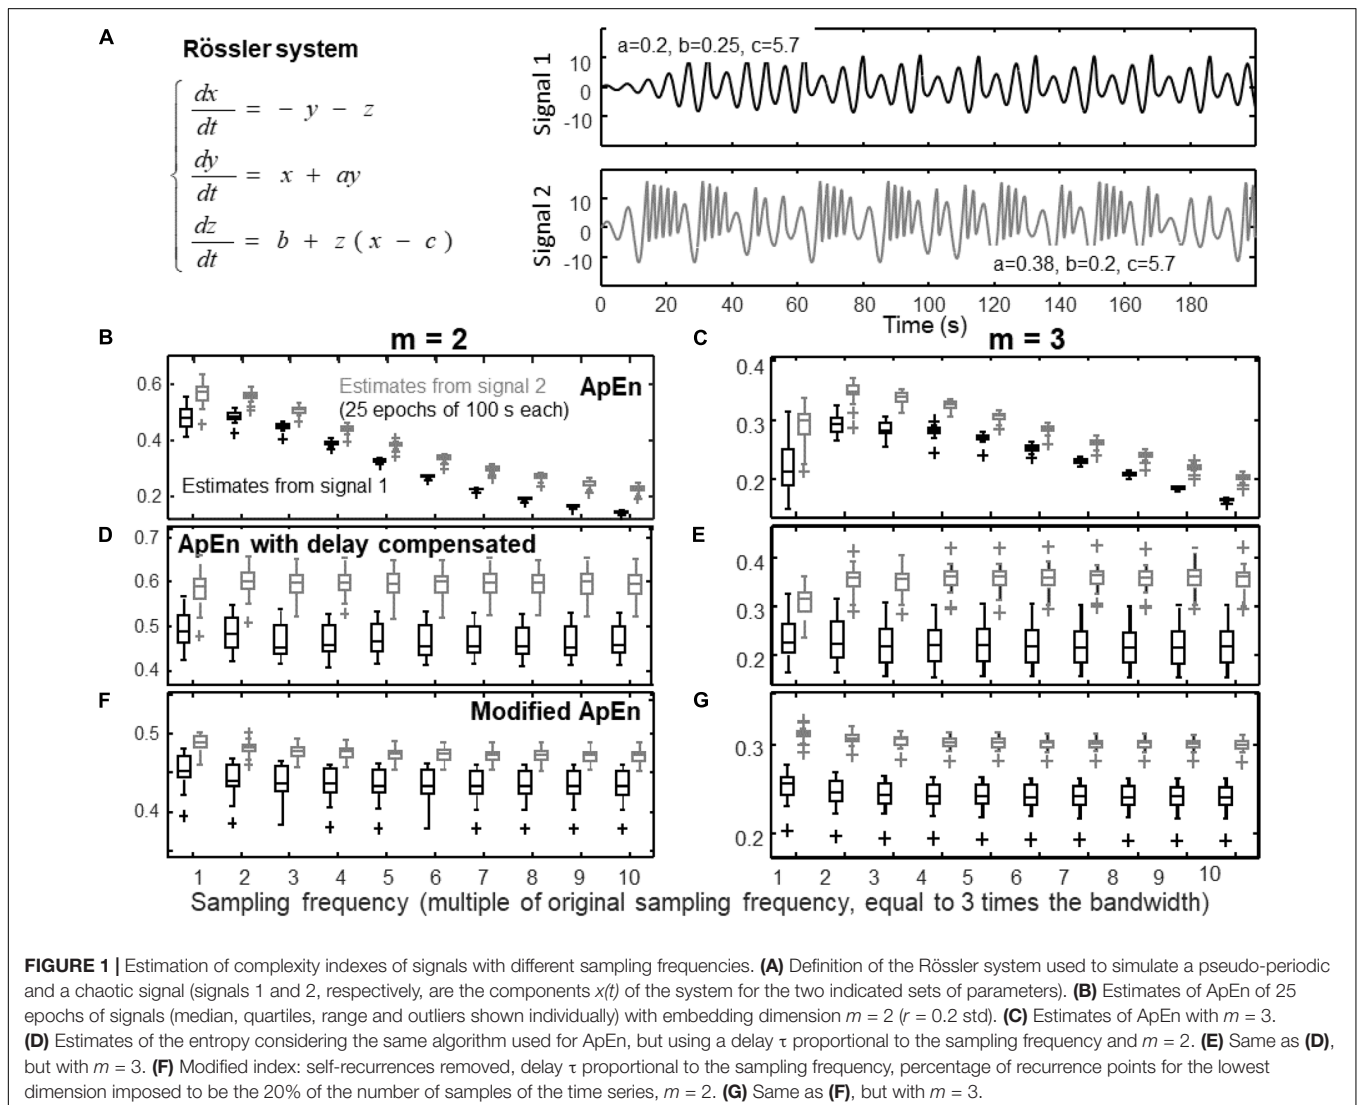 A
Rössler system
dx/dt = - y - z
dy/dt = x + ay
dz/dt = b + z ( x - c )
Signal 1
10
0
-10
a=0.2, b=0.25, c=5.7
Signal 2
10
0
-10
a=0.38, b=0.2, c=5.7
0 20 40 60 80 100 120 140 160 180
Time (s)
B
m = 2
0.6
0.4
0.2
Estimates from signal 2
(25 epochs of 100 s each)
ApEn
Estimates from signal 1
C
m = 3
0.4
0.3
0.2
D
0.7
0.6
0.5
0.4
ApEn with delay compensated
E
0.4
0.3
0.2
F
0.5
0.4
Modified ApEn
G
0.3
0.2
1 2 3 4 5 6 7 8 9 10
1 2 3 4 5 6 7 8 9 10
Sampling frequency (multiple of original sampling frequency, equal to 3 times the bandwidth)
FIGURE 1 | Estimation of complexity indexes of signals with different sampling frequencies. (A) Definition of the Rössler system used to simulate a pseudo-periodic
and a chaotic signal (signals 1 and 2, respectively, are the components x(t) of the system for the two indicated sets of parameters). (B) Estimates of ApEn of 25
epochs of signals (median, quartiles, range and outliers shown individually) with embedding dimension m = 2 (r = 0.2 std). (C) Estimates of ApEn with m = 3.
(D) Estimates of the entropy considering the same algorithm used for ApEn, but using a delay τ proportional to the sampling frequency and m = 2. (E) Same as (D),
but with m = 3. (F) Modified index: self-recurrences removed, delay τ proportional to the sampling frequency, percentage of recurrence points for the lowest
dimension imposed to be the 20% of the number of samples of the time series, m = 2. (G) Same as (F), but with m = 3.